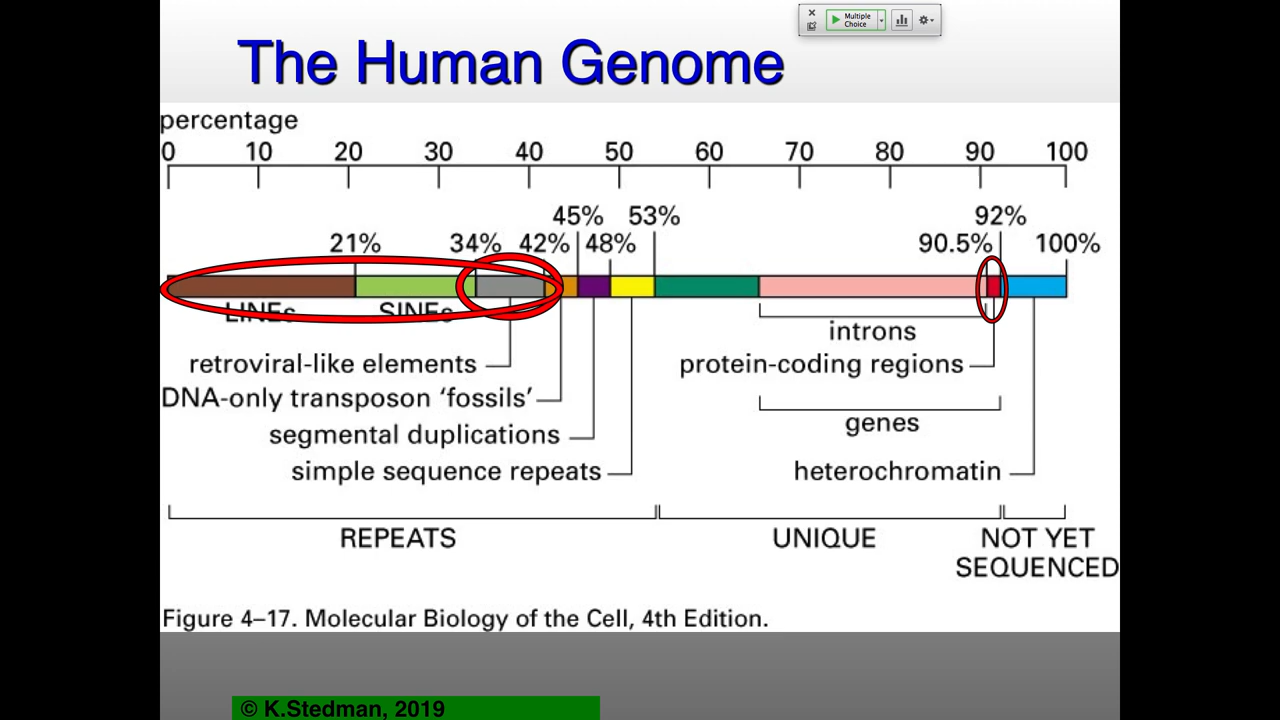 Multiple
Choice
The Human Genome
percentage
0 10 20 30 40 50 60 70 80 90 100
45% 53% 92%
21% 34% 42% 48% 90.5% 100%
LINEs SINEs
introns
retroviral-like elements protein-coding regions
DNA-only transposon ‘fossils’
genes
segmental duplications
simple sequence repeats heterochromatin
REPEATS UNIQUE NOT YET
SEQUENCED
Figure 4–17. Molecular Biology of the Cell, 4th Edition.
© K.Stedman, 2019